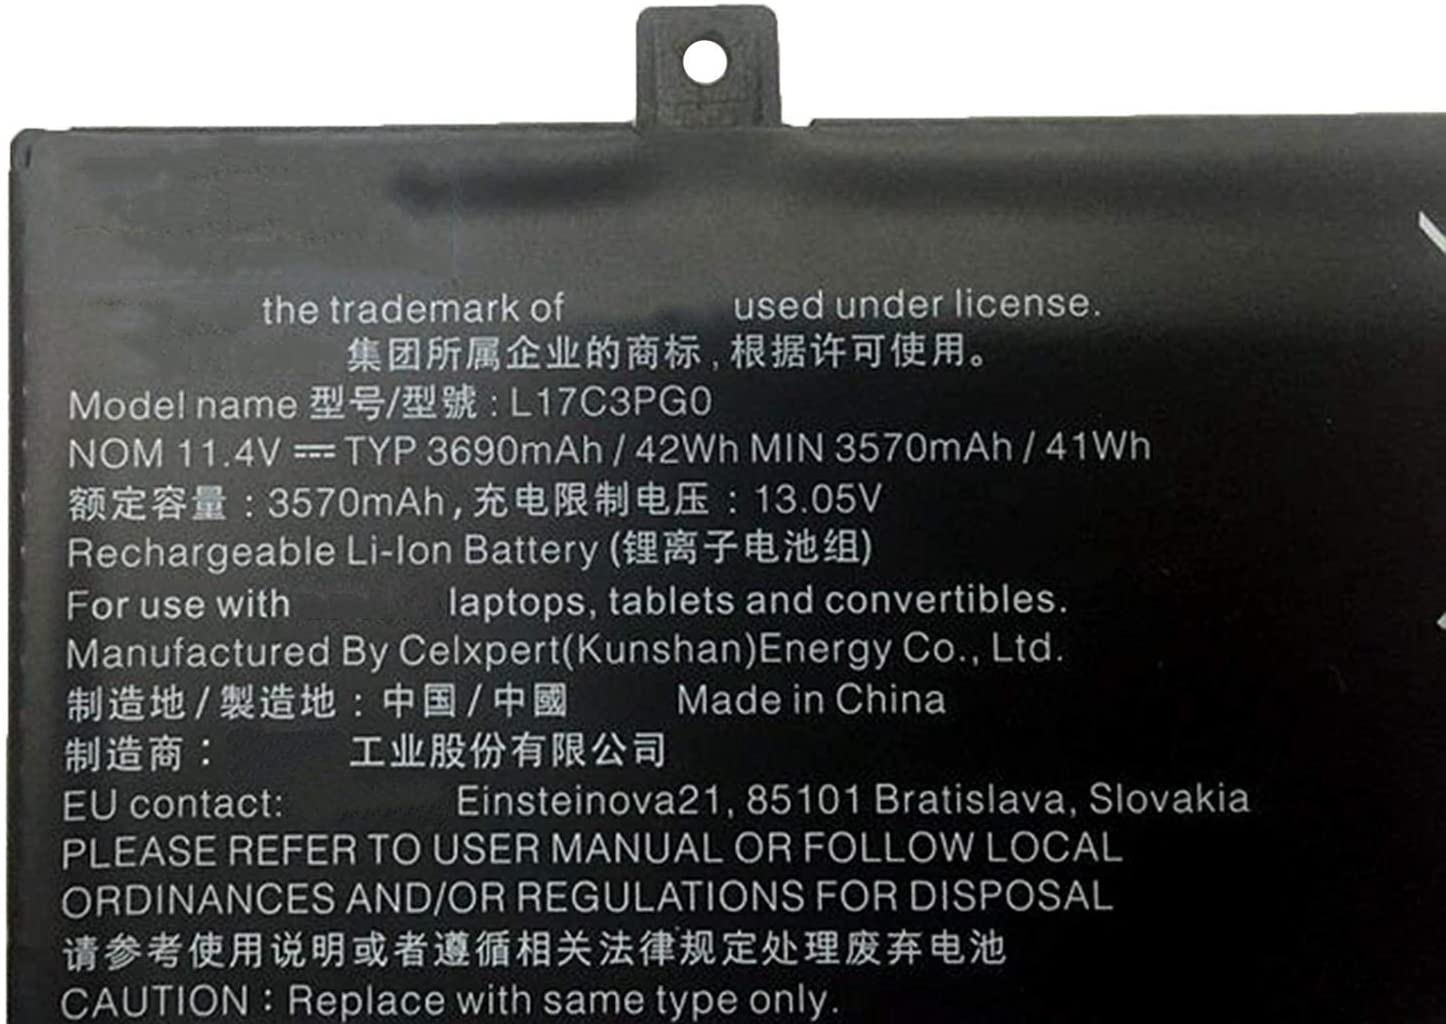 the trademark of used under license.
集团所属企业的商标,根据许可使用。
Model name 型号/型號 : L17C3PG0
NOM 11.4V ⎓ TYP 3690mAh / 42Wh MIN 3570mAh / 41Wh
额定容量 : 3570mAh, 充电限制电压 : 13.05V
Rechargeable Li-Ion Battery (锂离子电池组)
For use with laptops, tablets and convertibles.
Manufactured By Celxpert(Kunshan)Energy Co., Ltd.
制造地 / 製造地 : 中国 / 中國 Made in China
制造商 : 工业股份有限公司
EU contact: Einsteinova21, 85101 Bratislava, Slovakia
PLEASE REFER TO USER MANUAL OR FOLLOW LOCAL
ORDINANCES AND/OR REGULATIONS FOR DISPOSAL
请参考使用说明或者遵循相关法律规定处理废弃电池
CAUTION : Replace with same type only.